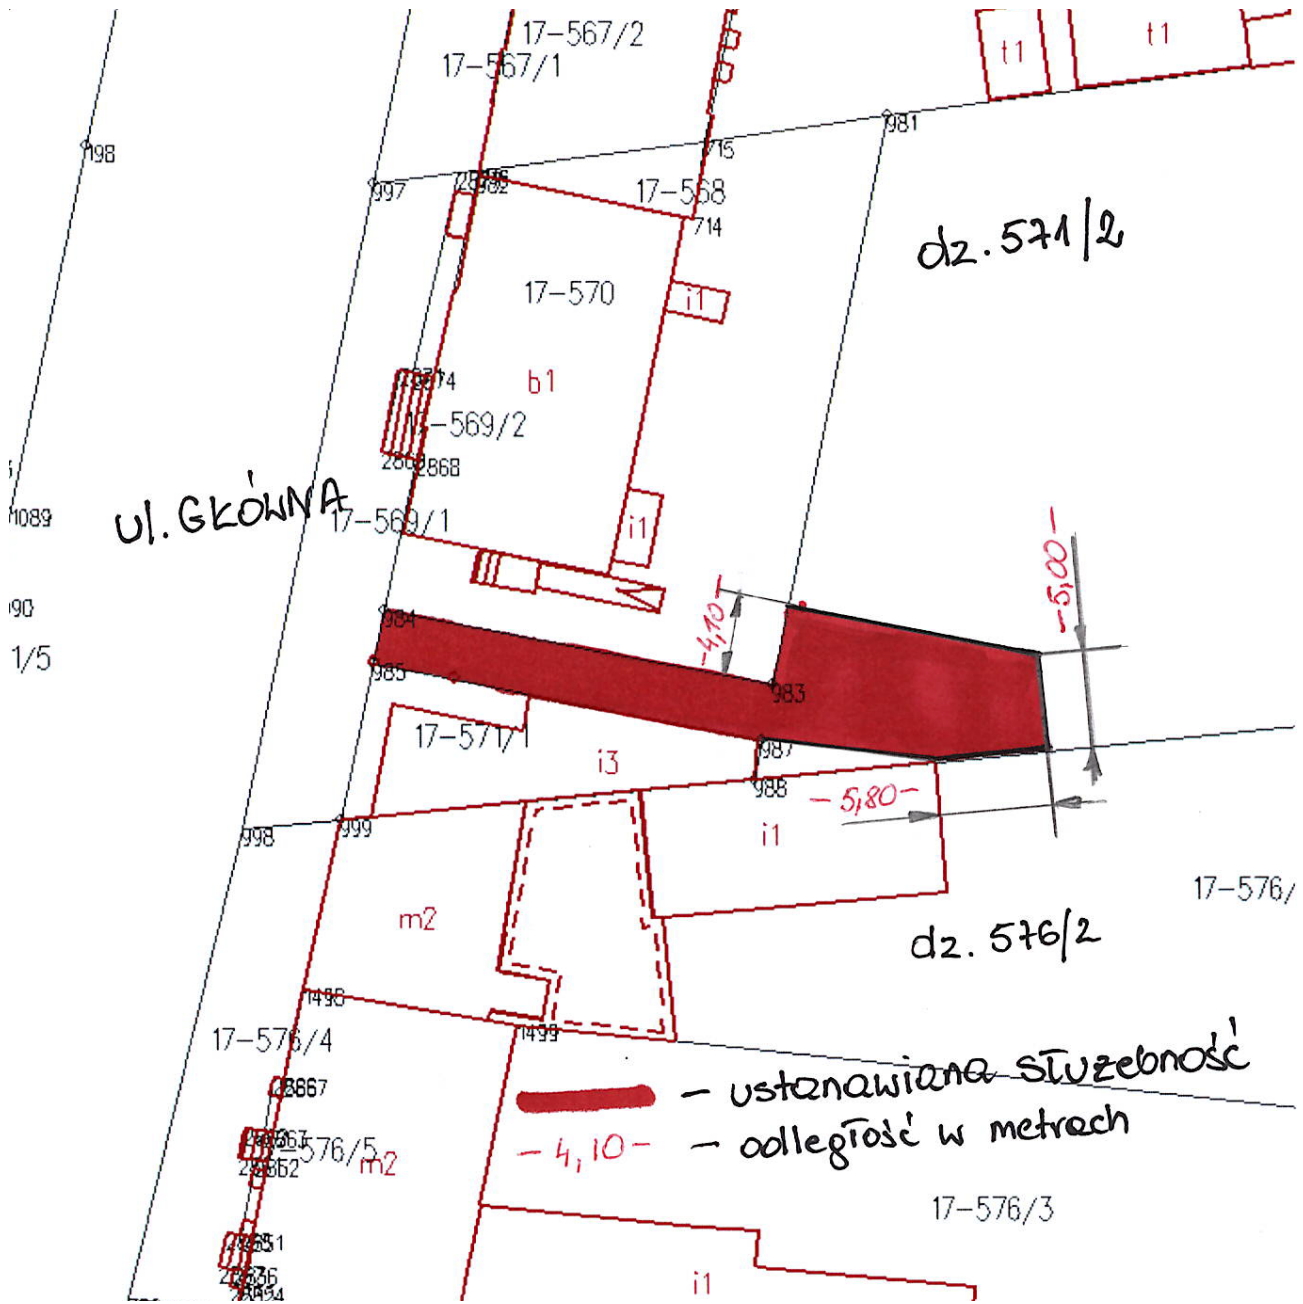 17-567/2
17-567/1
t1
t1
198
981
715
997
982
17-568
714
dz. 571/2
17-570
i1
b1
17-569/2
2868
ul. GŁÓWNA
17-569/1
i1
1089
-5,00-
984
-4,10-
1/5
985
983
17-571/1
987
i3
988
-5,80-
998
999
i1
17-576/
m2
dz. 576/2
1499
17-576/4
- ustanawiana służebność
-4,10- - odległość w metrach
576/5
m2
17-576/3
i1